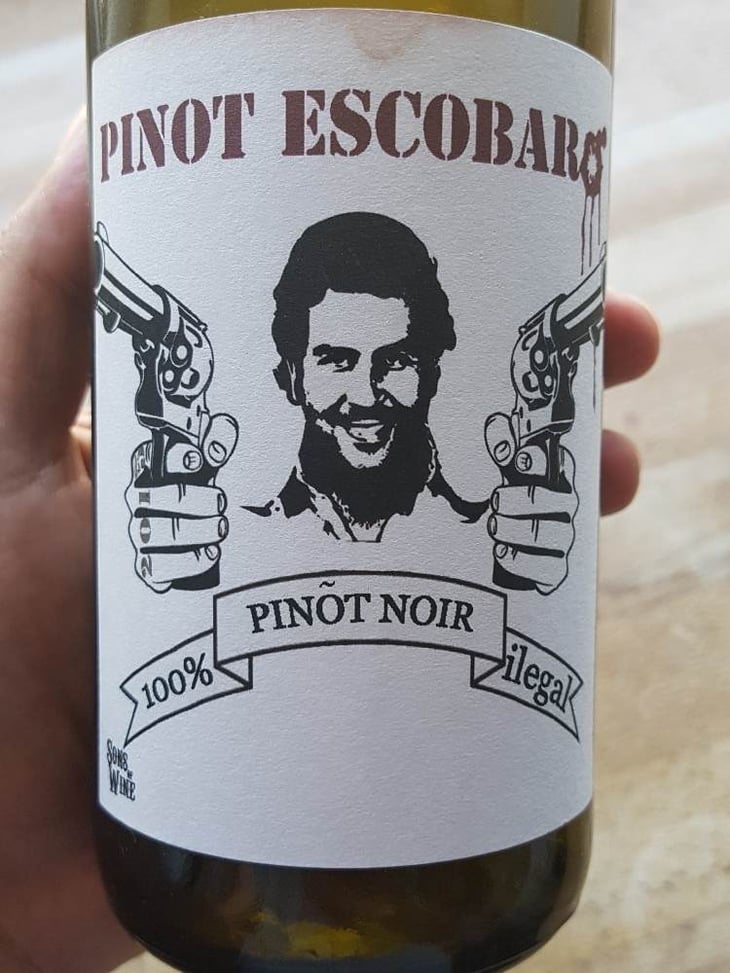 PINOT ESCOBAR
PINÕT NOIR
100%
ilegal
SONS OF WINE